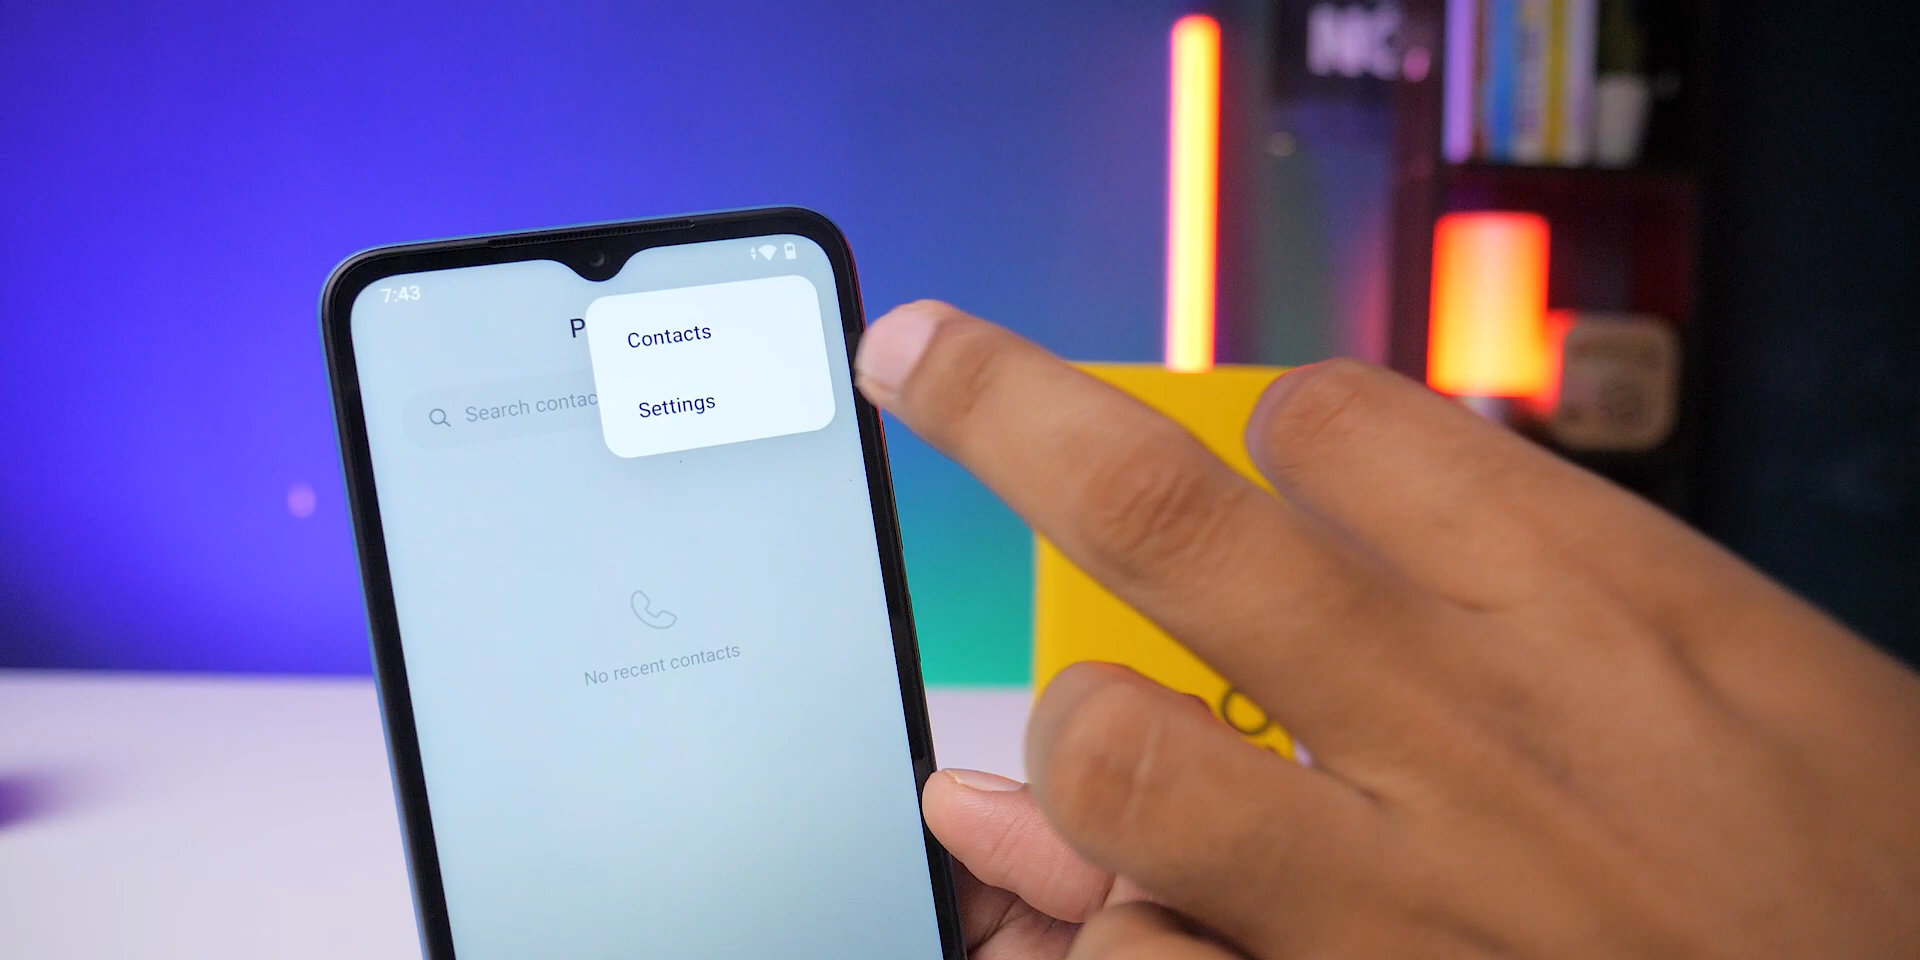 7:43
P
Contacts
Search contac
Settings
No recent contacts